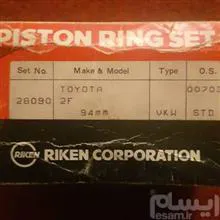 PISTON RING SET
Set No. Make & Model Type O.S.
TOYOTA 00703
28090 2F
94mm VKW STD
RIKEN RIKEN CORPORATION
ایسام
esam.ir